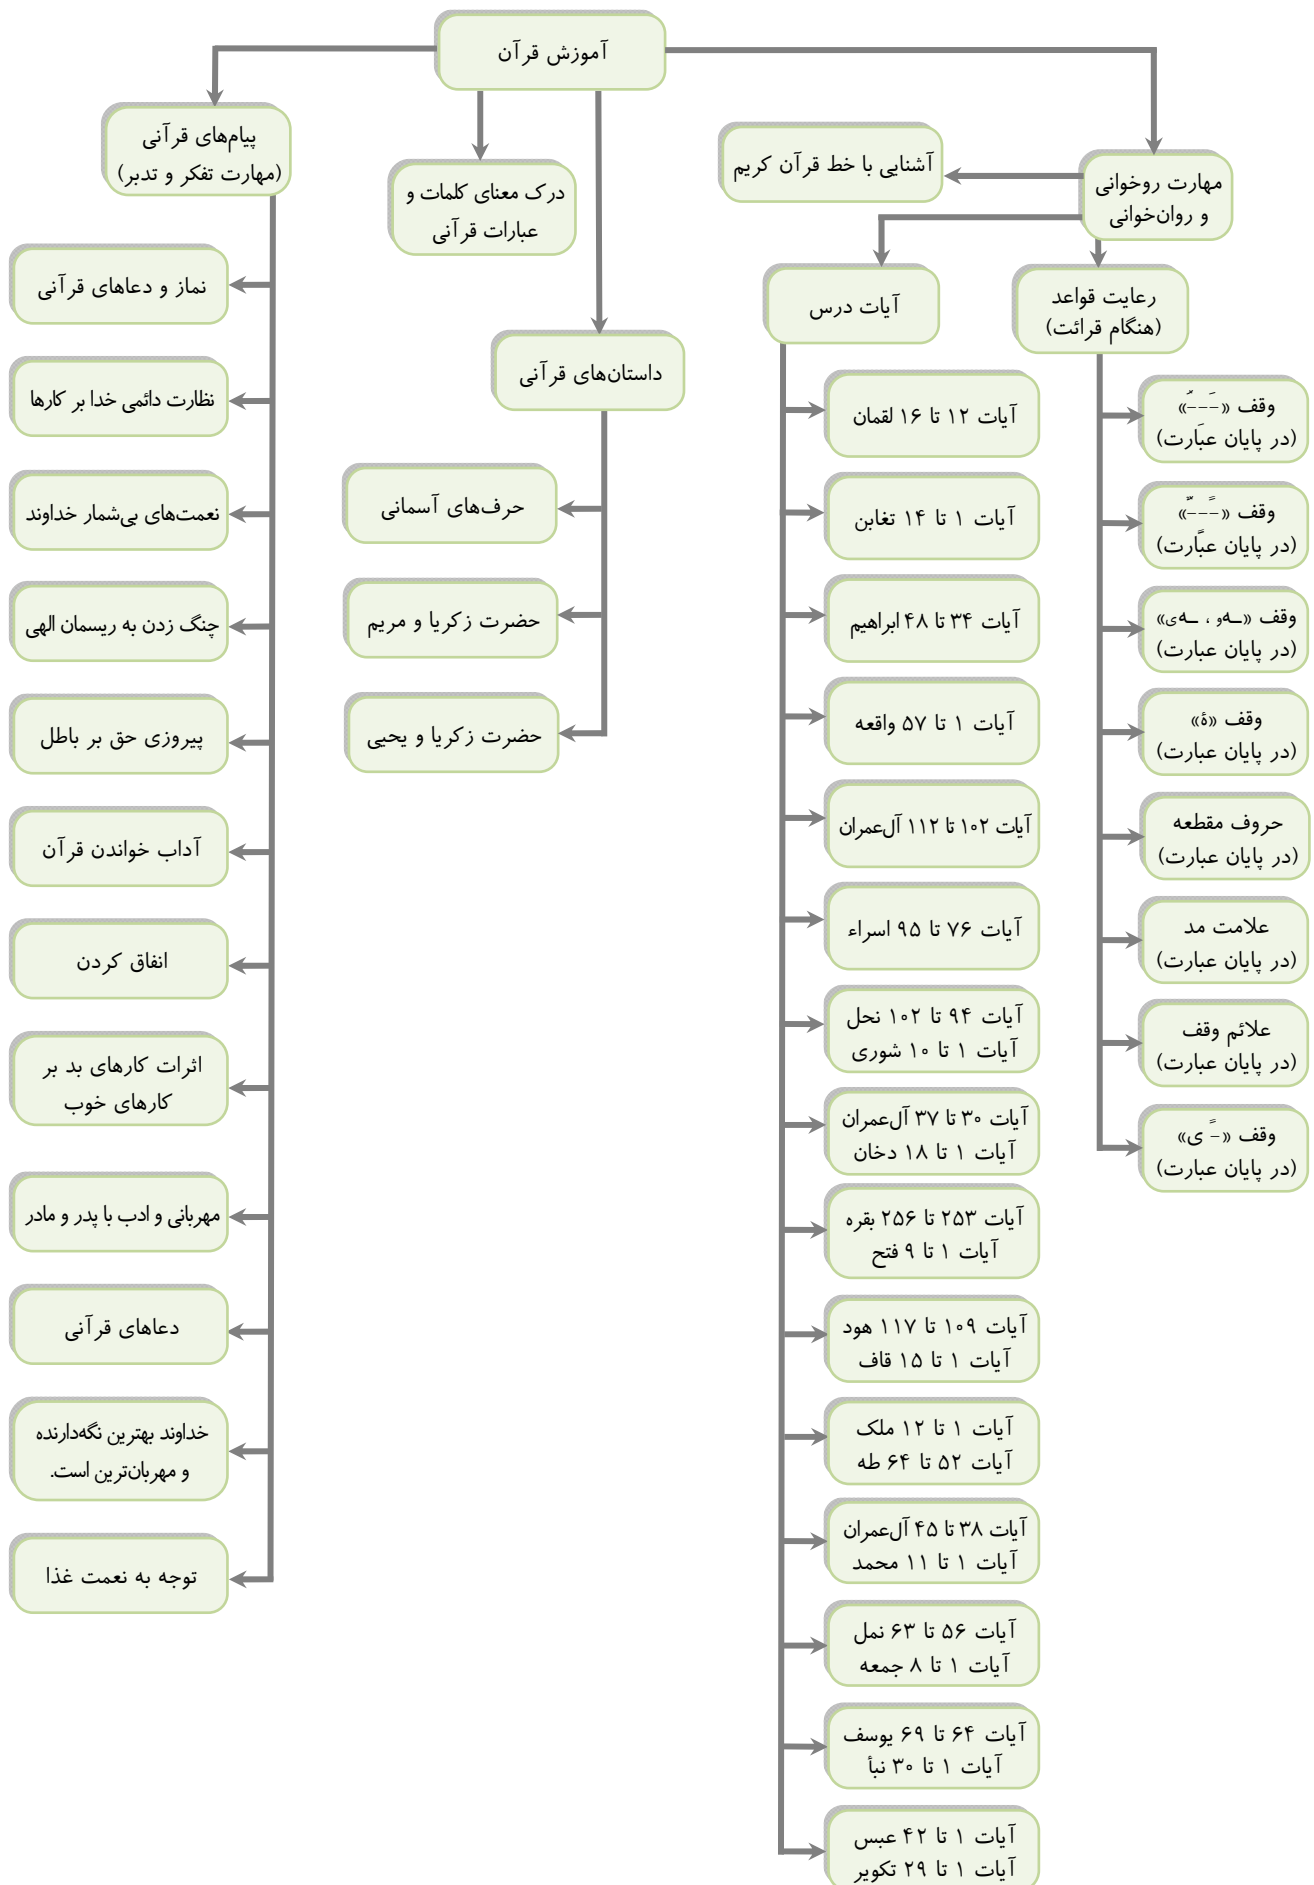 آموزش قرآن
مهارت روخوانی
و روان‌خوانی
آشنایی با خط قرآن کریم
رعایت قواعد
(هنگام قرائت)
وقف «ـَـِـُ»
(در پایان عبارت)
وقف «ـًـٍـٌ»
(در پایان عبارت)
وقف «ـه‌و ، ـه‌ی»
(در پایان عبارت)
وقف «ة»
(در پایان عبارت)
حروف مقطعه
(در پایان عبارت)
علامت مد
(در پایان عبارت)
علائم وقف
(در پایان عبارت)
وقف «ـً ی»
(در پایان عبارت)
آیات درس
آیات ۱۲ تا ۱۶ لقمان
آیات ۱ تا ۱۴ تغابن
آیات ۳۴ تا ۴۸ ابراهیم
آیات ۱ تا ۵۷ واقعه
آیات ۱۰۲ تا ۱۱۲ آل‌عمران
آیات ۷۶ تا ۹۵ اسراء
آیات ۹۴ تا ۱۰۲ نحل
آیات ۱ تا ۱۰ شوری
آیات ۳۰ تا ۳۷ آل‌عمران
آیات ۱ تا ۱۸ دخان
آیات ۲۵۳ تا ۲۵۶ بقره
آیات ۱ تا ۹ فتح
آیات ۱۰۹ تا ۱۱۷ هود
آیات ۱ تا ۱۵ قاف
آیات ۱ تا ۱۲ ملک
آیات ۵۲ تا ۶۴ طه
آیات ۳۸ تا ۴۵ آل‌عمران
آیات ۱ تا ۱۱ محمد
آیات ۵۶ تا ۶۳ نمل
آیات ۱ تا ۸ جمعه
آیات ۶۴ تا ۶۹ یوسف
آیات ۱ تا ۳۰ نبأ
آیات ۱ تا ۴۲ عبس
آیات ۱ تا ۲۹ تکویر
داستان‌های قرآنی
حرف‌های آسمانی
حضرت زکریا و مریم
حضرت زکریا و یحیی
درک معنای کلمات و
عبارات قرآنی
پیام‌های قرآنی
(مهارت تفکر و تدبر)
نماز و دعاهای قرآنی
نظارت دائمی خدا بر کارها
نعمت‌های بی‌شمار خداوند
چنگ زدن به ریسمان الهی
پیروزی حق بر باطل
آداب خواندن قرآن
انفاق کردن
اثرات کارهای بد بر
کارهای خوب
مهربانی و ادب با پدر و مادر
دعاهای قرآنی
خداوند بهترین نگه‌دارنده
و مهربان‌ترین است.
توجه به نعمت غذا